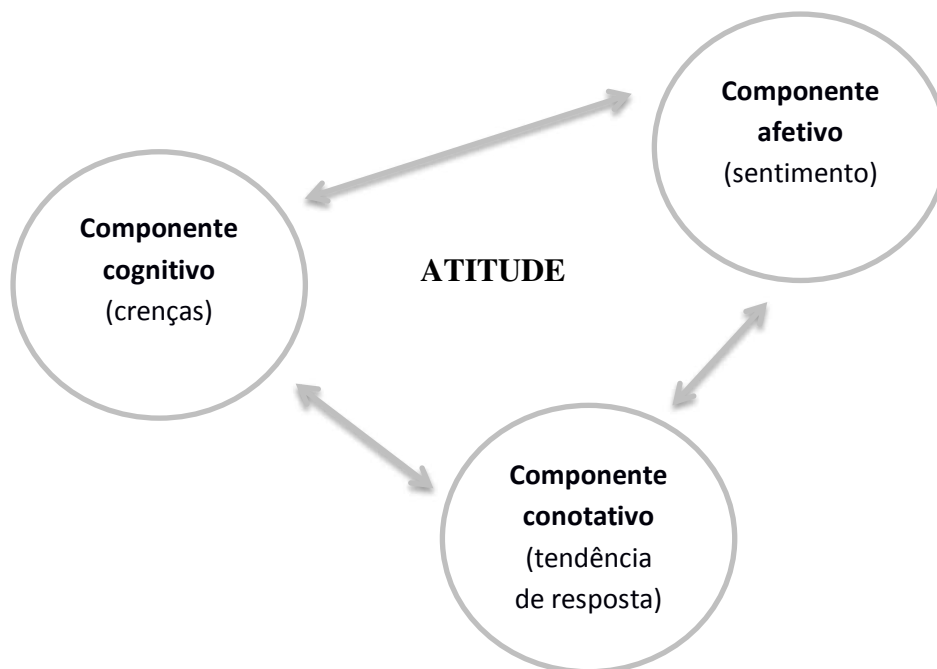 Componente
afetivo
(sentimento)
Componente
cognitivo
(crenças)
ATITUDE
Componente
conotativo
(tendência
de resposta)